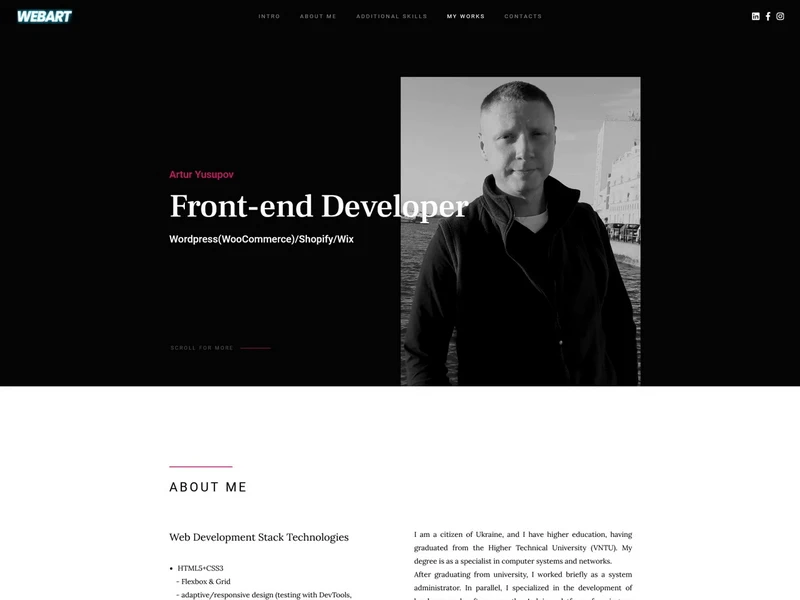 WEBART
INTRO ABOUT ME ADDITIONAL SKILLS MY WORKS CONTACTS
Artur Yusupov
Front-end Developer
Wordpress(WooCommerce)/Shopify/Wix
SCROLL FOR MORE
ABOUT ME
Web Development Stack Technologies
• HTML5+CSS3
- Flexbox & Grid
- adaptive/responsive design (testing with DevTools,
I am a citizen of Ukraine, and I have higher education, having
graduated from the Higher Technical University (VNTU). My
degree is as a specialist in computer systems and networks.
After graduating from university, I worked briefly as a system
administrator. In parallel, I specialized in the development of